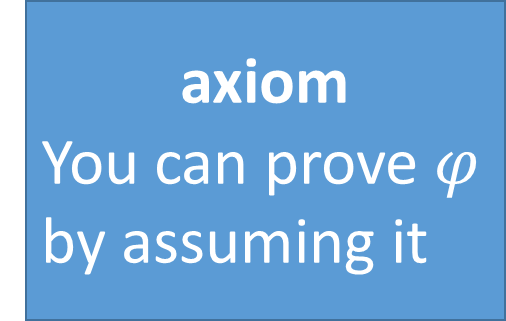 axiom
You can prove 𝜑
by assuming it